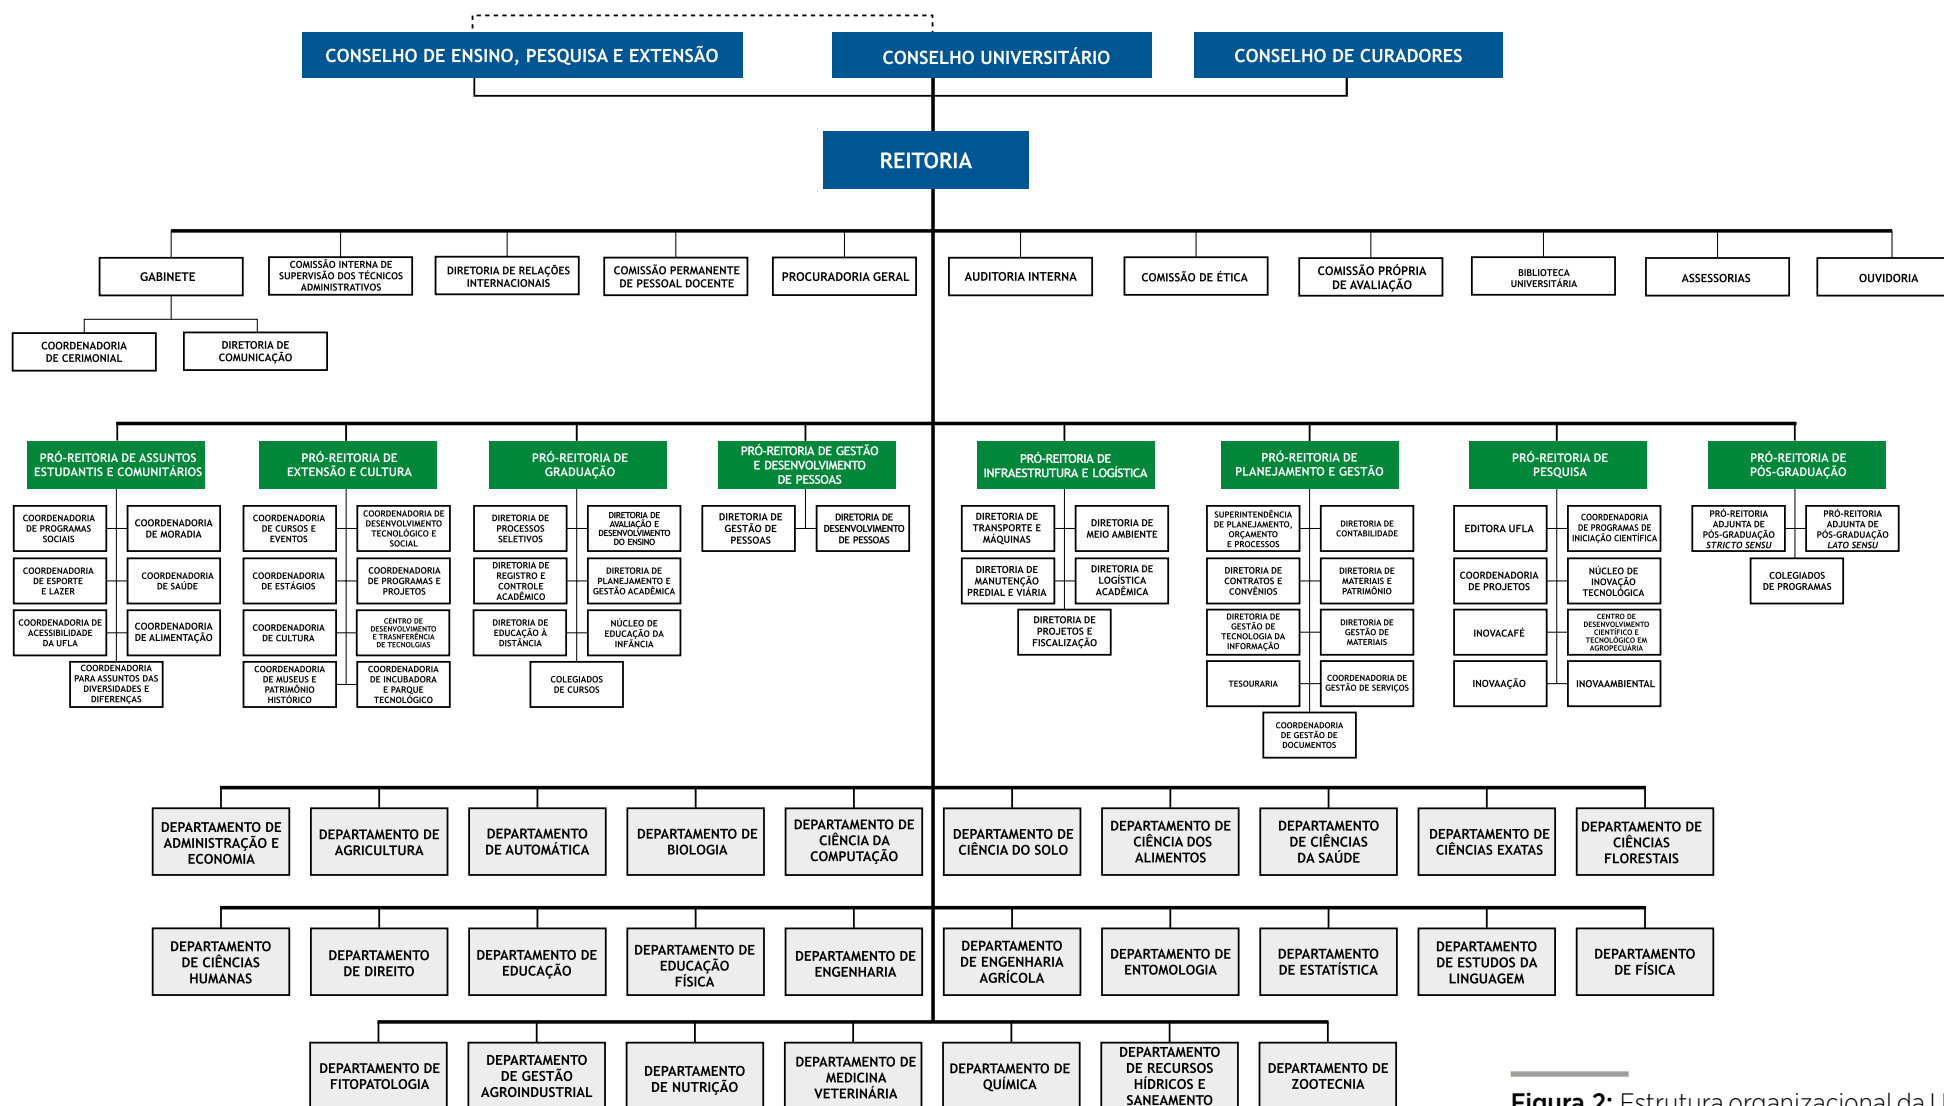 CONSELHO DE ENSINO, PESQUISA E EXTENSÃO
CONSELHO UNIVERSITÁRIO
CONSELHO DE CURADORES
REITORIA
GABINETE
COMISSÃO INTERNA DE
SUPERVISÃO DOS TÉCNICOS
ADMINISTRATIVOS
DIRETORIA DE RELAÇÕES
INTERNACIONAIS
COMISSÃO PERMANENTE
DE PESSOAL DOCENTE
PROCURADORIA GERAL
AUDITORIA INTERNA
COMISSÃO DE ÉTICA
COMISSÃO PRÓPRIA
DE AVALIAÇÃO
BIBLIOTECA
UNIVERSITÁRIA
ASSESSORIAS
OUVIDORIA
COORDENADORIA
DE CERIMONIAL
DIRETORIA DE
COMUNICAÇÃO
PRÓ-REITORIA DE ASSUNTOS
ESTUDANTIS E COMUNITÁRIOS
COORDENADORIA
DE PROGRAMAS
SOCIAIS
COORDENADORIA
DE MORADIA
COORDENADORIA
DE ESPORTE
E LAZER
COORDENADORIA
DE SAÚDE
COORDENADORIA DE
ACESSIBILIDADE
DA UFLA
COORDENADORIA
DE ALIMENTAÇÃO
COORDENADORIA
PARA ASSUNTOS DAS
DIVERSIDADES E
DIFERENÇAS
PRÓ-REITORIA DE
EXTENSÃO E CULTURA
COORDENADORIA
DE CURSOS E
EVENTOS
COORDENADORIA DE
DESENVOLVIMENTO
TECNOLÓGICO E
SOCIAL
COORDENADORIA
DE ESTÁGIOS
COORDENADORIA
DE PROGRAMAS E
PROJETOS
COORDENADORIA
DE CULTURA
CENTRO DE
DESENVOLVIMENTO
E TRASNFERÊNCIA
DE TECNOLGIAS
COORDENADORIA
DE MUSEUS E
PATRIMÔNIO
HISTÓRICO
COORDENADORIA
DE INCUBADORA
E PARQUE
TECNOLÓGICO
PRÓ-REITORIA DE
GRADUAÇÃO
DIRETORIA DE
PROCESSOS
SELETIVOS
DIRETORIA DE
AVALIAÇÃO E
DESENVOLVIMENTO
DO ENSINO
DIRETORIA DE
REGISTRO E
CONTROLE
ACADÊMICO
DIRETORIA DE
PLANEJAMENTO E
GESTÃO ACADÊMICA
DIRETORIA DE
EDUCAÇÃO À
DISTÂNCIA
NÚCLEO DE
EDUCAÇÃO DA
INFÂNCIA
COLEGIADOS
DE CURSOS
PRÓ-REITORIA DE GESTÃO
E DESENVOLVIMENTO
DE PESSOAS
DIRETORIA DE
GESTÃO DE
PESSOAS
DIRETORIA DE
DESENVOLVIMENTO
DE PESSOAS
PRÓ-REITORIA DE
INFRAESTRUTURA E LOGÍSTICA
DIRETORIA DE
TRANSPORTE E
MÁQUINAS
DIRETORIA DE
MEIO AMBIENTE
DIRETORIA DE
MANUTENÇÃO
PREDIAL E VIÁRIA
DIRETORIA DE
LOGÍSTICA
ACADÊMICA
DIRETORIA DE
PROJETOS E
FISCALIZAÇÃO
PRÓ-REITORIA DE
PLANEJAMENTO E GESTÃO
SUPERINTENDÊNCIA
DE PLANEJAMENTO,
ORÇAMENTO
E PROCESSOS
DIRETORIA DE
CONTABILIDADE
DIRETORIA DE
CONTRATOS E
CONVÊNIOS
DIRETORIA DE
MATERIAIS E
PATRIMÔNIO
DIRETORIA DE
GESTÃO DE
TECNOLOGIA DA
INFORMAÇÃO
DIRETORIA DE
GESTÃO DE
MATERIAIS
TESOURARIA
COORDENADORIA DE
GESTÃO DE SERVIÇOS
COORDENADORIA
DE GESTÃO DE
DOCUMENTOS
PRÓ-REITORIA DE
PESQUISA
EDITORA UFLA
COORDENADORIA
DE PROGRAMAS DE
INICIAÇÃO CIENTÍFICA
COORDENADORIA
DE PROJETOS
NÚCLEO DE
INOVAÇÃO
TECNOLÓGICA
INOVACAFÉ
CENTRO DE
DESENVOLVIMENTO
CIENTÍFICO E
TECNOLÓGICO EM
AGROPECUÁRIA
INOVAAÇÃO
INOVAAMBIENTAL
PRÓ-REITORIA DE
PÓS-GRADUAÇÃO
PRÓ-REITORIA
ADJUNTA DE
PÓS-GRADUAÇÃO
STRICTO SENSU
PRÓ-REITORIA
ADJUNTA DE
PÓS-GRADUAÇÃO
LATO SENSU
COLEGIADOS
DE PROGRAMAS
DEPARTAMENTO DE
ADMINISTRAÇÃO E
ECONOMIA
DEPARTAMENTO DE
AGRICULTURA
DEPARTAMENTO
DE AUTOMÁTICA
DEPARTAMENTO DE
BIOLOGIA
DEPARTAMENTO DE
CIÊNCIA DA
COMPUTAÇÃO
DEPARTAMENTO DE
CIÊNCIA DO SOLO
DEPARTAMENTO DE
CIÊNCIA DOS
ALIMENTOS
DEPARTAMENTO
DE CIÊNCIAS
DA SAÚDE
DEPARTAMENTO DE
CIÊNCIAS EXATAS
DEPARTAMENTO DE
CIÊNCIAS
FLORESTAIS
DEPARTAMENTO
DE CIÊNCIAS
HUMANAS
DEPARTAMENTO
DE DIREITO
DEPARTAMENTO DE
EDUCAÇÃO
DEPARTAMENTO DE
EDUCAÇÃO
FÍSICA
DEPARTAMENTO DE
ENGENHARIA
DEPARTAMENTO
DE ENGENHARIA
AGRÍCOLA
DEPARTAMENTO DE
ENTOMOLOGIA
DEPARTAMENTO
DE ESTATÍSTICA
DEPARTAMENTO
DE ESTUDOS DA
LINGUAGEM
DEPARTAMENTO
DE FÍSICA
DEPARTAMENTO DE
FITOPATOLOGIA
DEPARTAMENTO
DE GESTÃO
AGROINDUSTRIAL
DEPARTAMENTO
DE NUTRIÇÃO
DEPARTAMENTO DE
MEDICINA
VETERINÁRIA
DEPARTAMENTO DE
QUÍMICA
DEPARTAMENTO
DE RECURSOS
HÍDRICOS E
SANEAMENTO
DEPARTAMENTO DE
ZOOTECNIA
Figura 2: Estrutura organizacional da